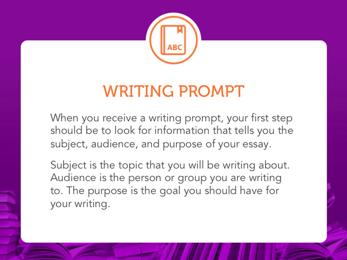 ABC
WRITING PROMPT
When you receive a writing prompt, your first step
should be to look for information that tells you the
subject, audience, and purpose of your essay.
Subject is the topic that you will be writing about.
Audience is the person or group you are writing
to. The purpose is the goal you should have for
your writing.